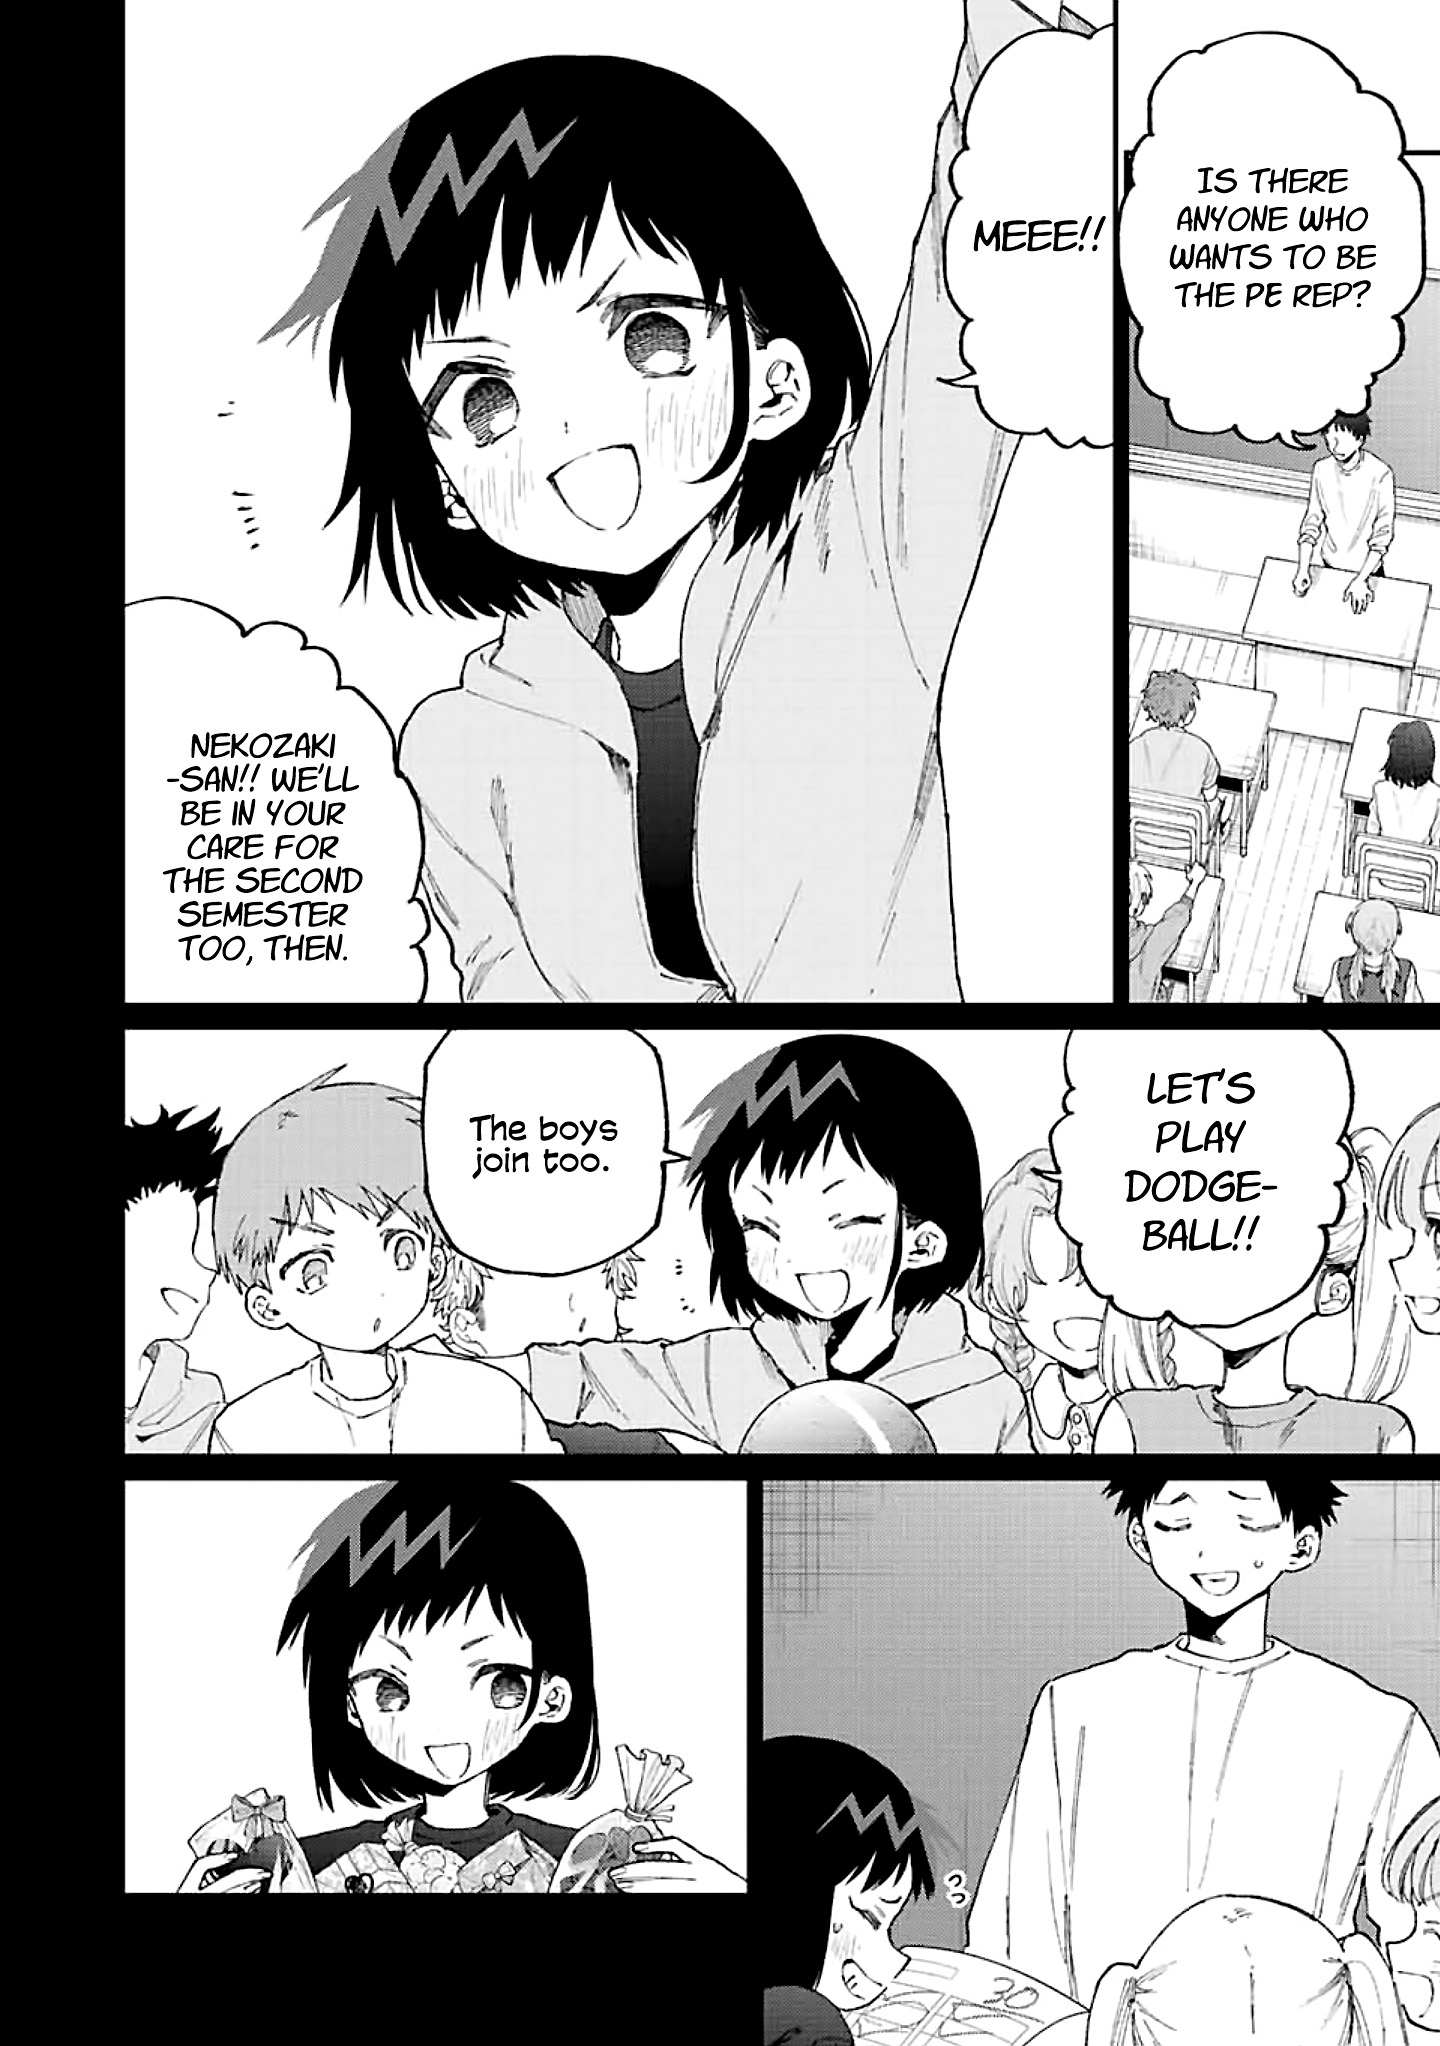 IS THERE
ANYONE WHO
WANTS TO BE
THE PE REP?
MEEE!!
NEKOZAKI
-SAN!! WE'LL
BE IN YOUR
CARE FOR
THE SECOND
SEMESTER
TOO, THEN.
LET'S
PLAY
DODGE-
BALL!!
The boys
join too.
30